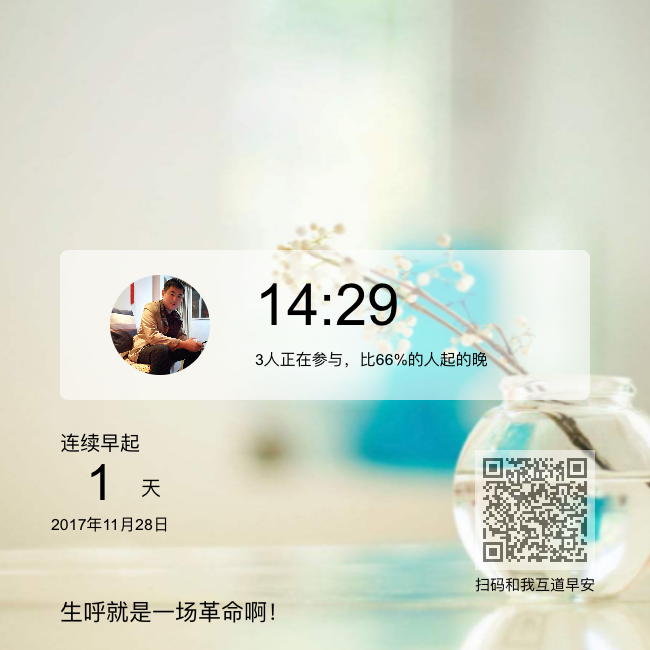 14:29
3人正在参与，比66%的人起的晚
连续早起
1 天
2017年11月28日
扫码和我互道早安
生呼就是一场革命啊！